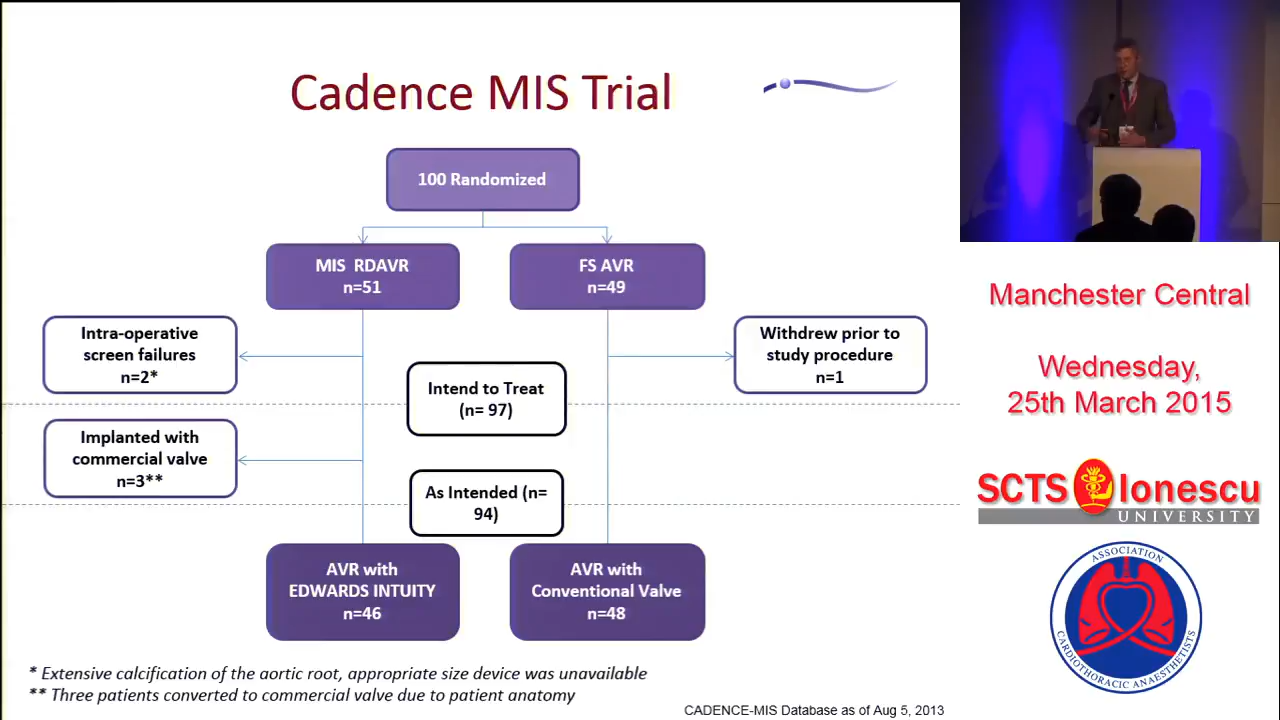 Cadence MIS Trial
100 Randomized
MIS RDAVR
n=51
FS AVR
n=49
Intra-operative
screen failures
n=2*
Withdrew prior to
study procedure
n=1
Intend to Treat
(n= 97)
Implanted with
commercial valve
n=3**
As Intended (n=
94)
AVR with
EDWARDS INTUITY
n=46
AVR with
Conventional Valve
n=48
* Extensive calcification of the aortic root, appropriate size device was unavailable
** Three patients converted to commercial valve due to patient anatomy
CADENCE-MIS Database as of Aug 5, 2013
Manchester Central
Wednesday,
25th March 2015
SCTS Ionescu
UNIVERSITY
ASSOCIATION
CARDIOTHORACIC ANAESTHETISTS